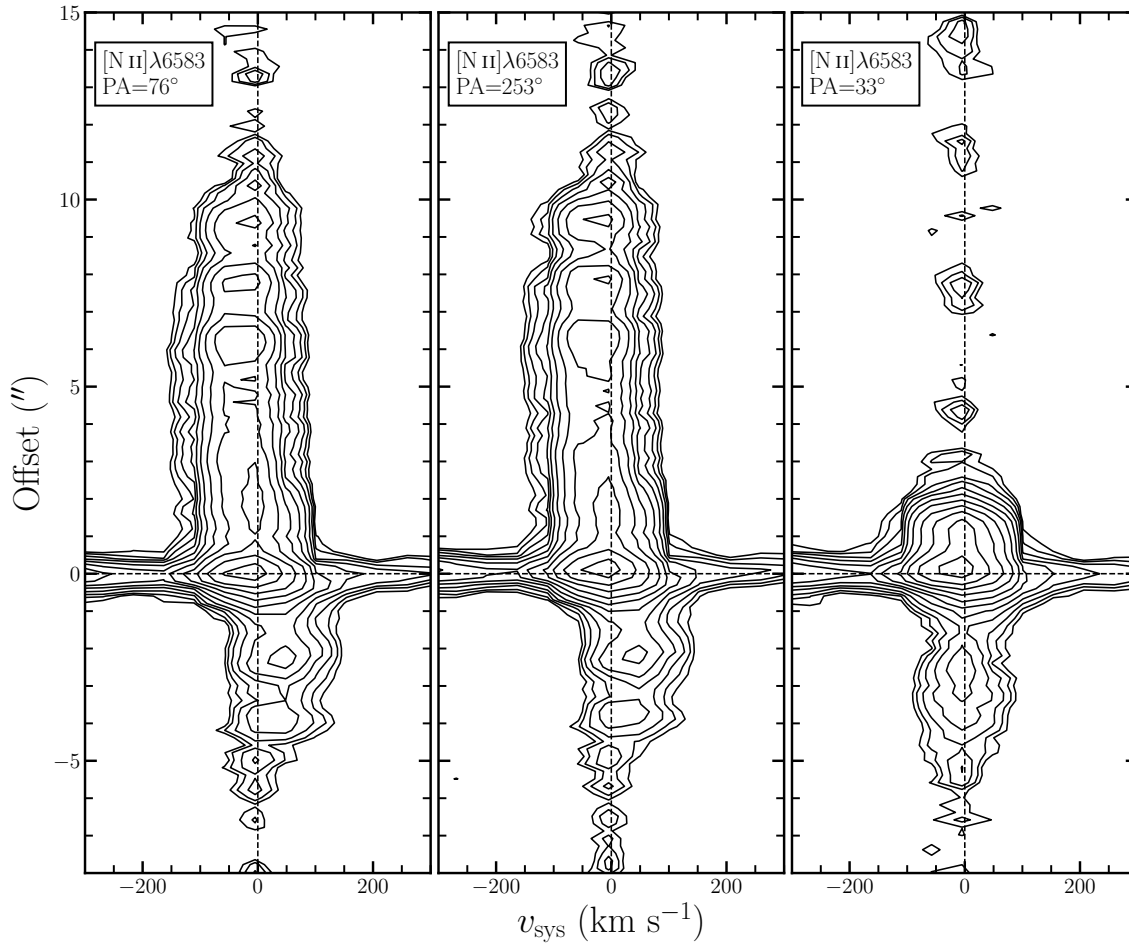 [N II]λ6583
PA=76°
[N II]λ6583
PA=253°
[N II]λ6583
PA=33°
15
10
5
0
−5
Offset (″)
−200 0 200
−200 0 200
−200 0 200
v_sys (km s⁻¹)